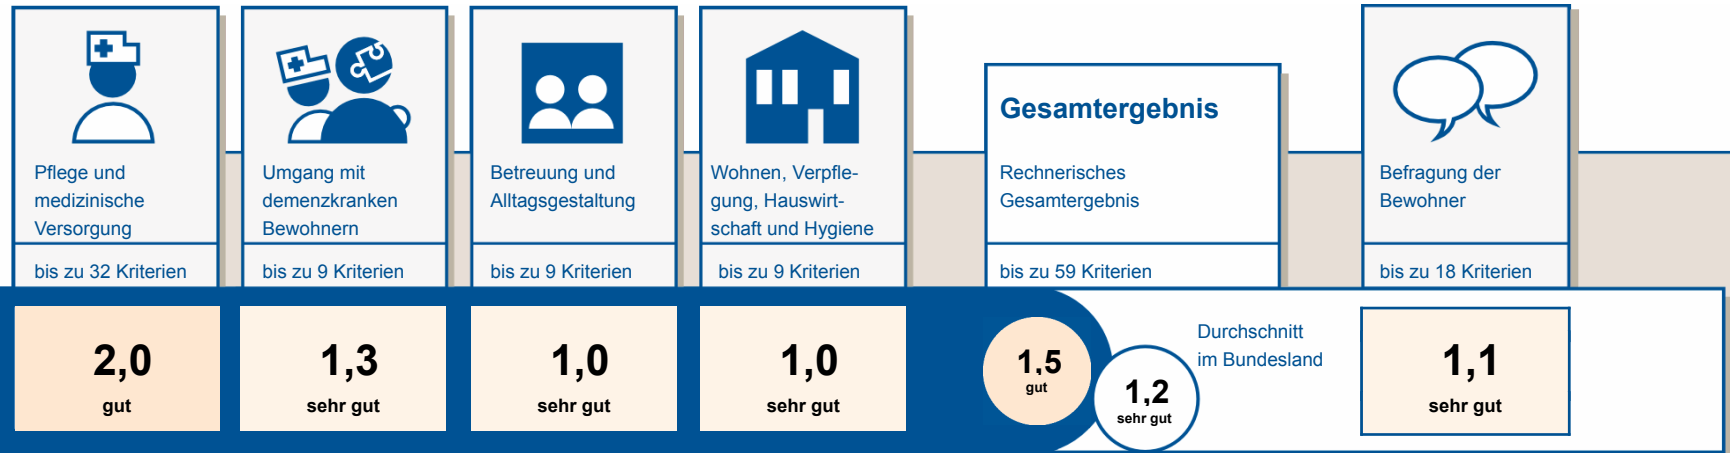 Pflege und
medizinische
Versorgung
bis zu 32 Kriterien
2,0
gut
Umgang mit
demenzkranken
Bewohnern
bis zu 9 Kriterien
1,3
sehr gut
Betreuung und
Alltagsgestaltung
bis zu 9 Kriterien
1,0
sehr gut
Wohnen, Verpfle-
gung, Hauswirt-
schaft und Hygiene
bis zu 9 Kriterien
1,0
sehr gut
Gesamtergebnis
Rechnerisches
Gesamtergebnis
bis zu 59 Kriterien
1,5
gut
1,2
sehr gut
Durchschnitt
im Bundesland
Befragung der
Bewohner
bis zu 18 Kriterien
1,1
sehr gut